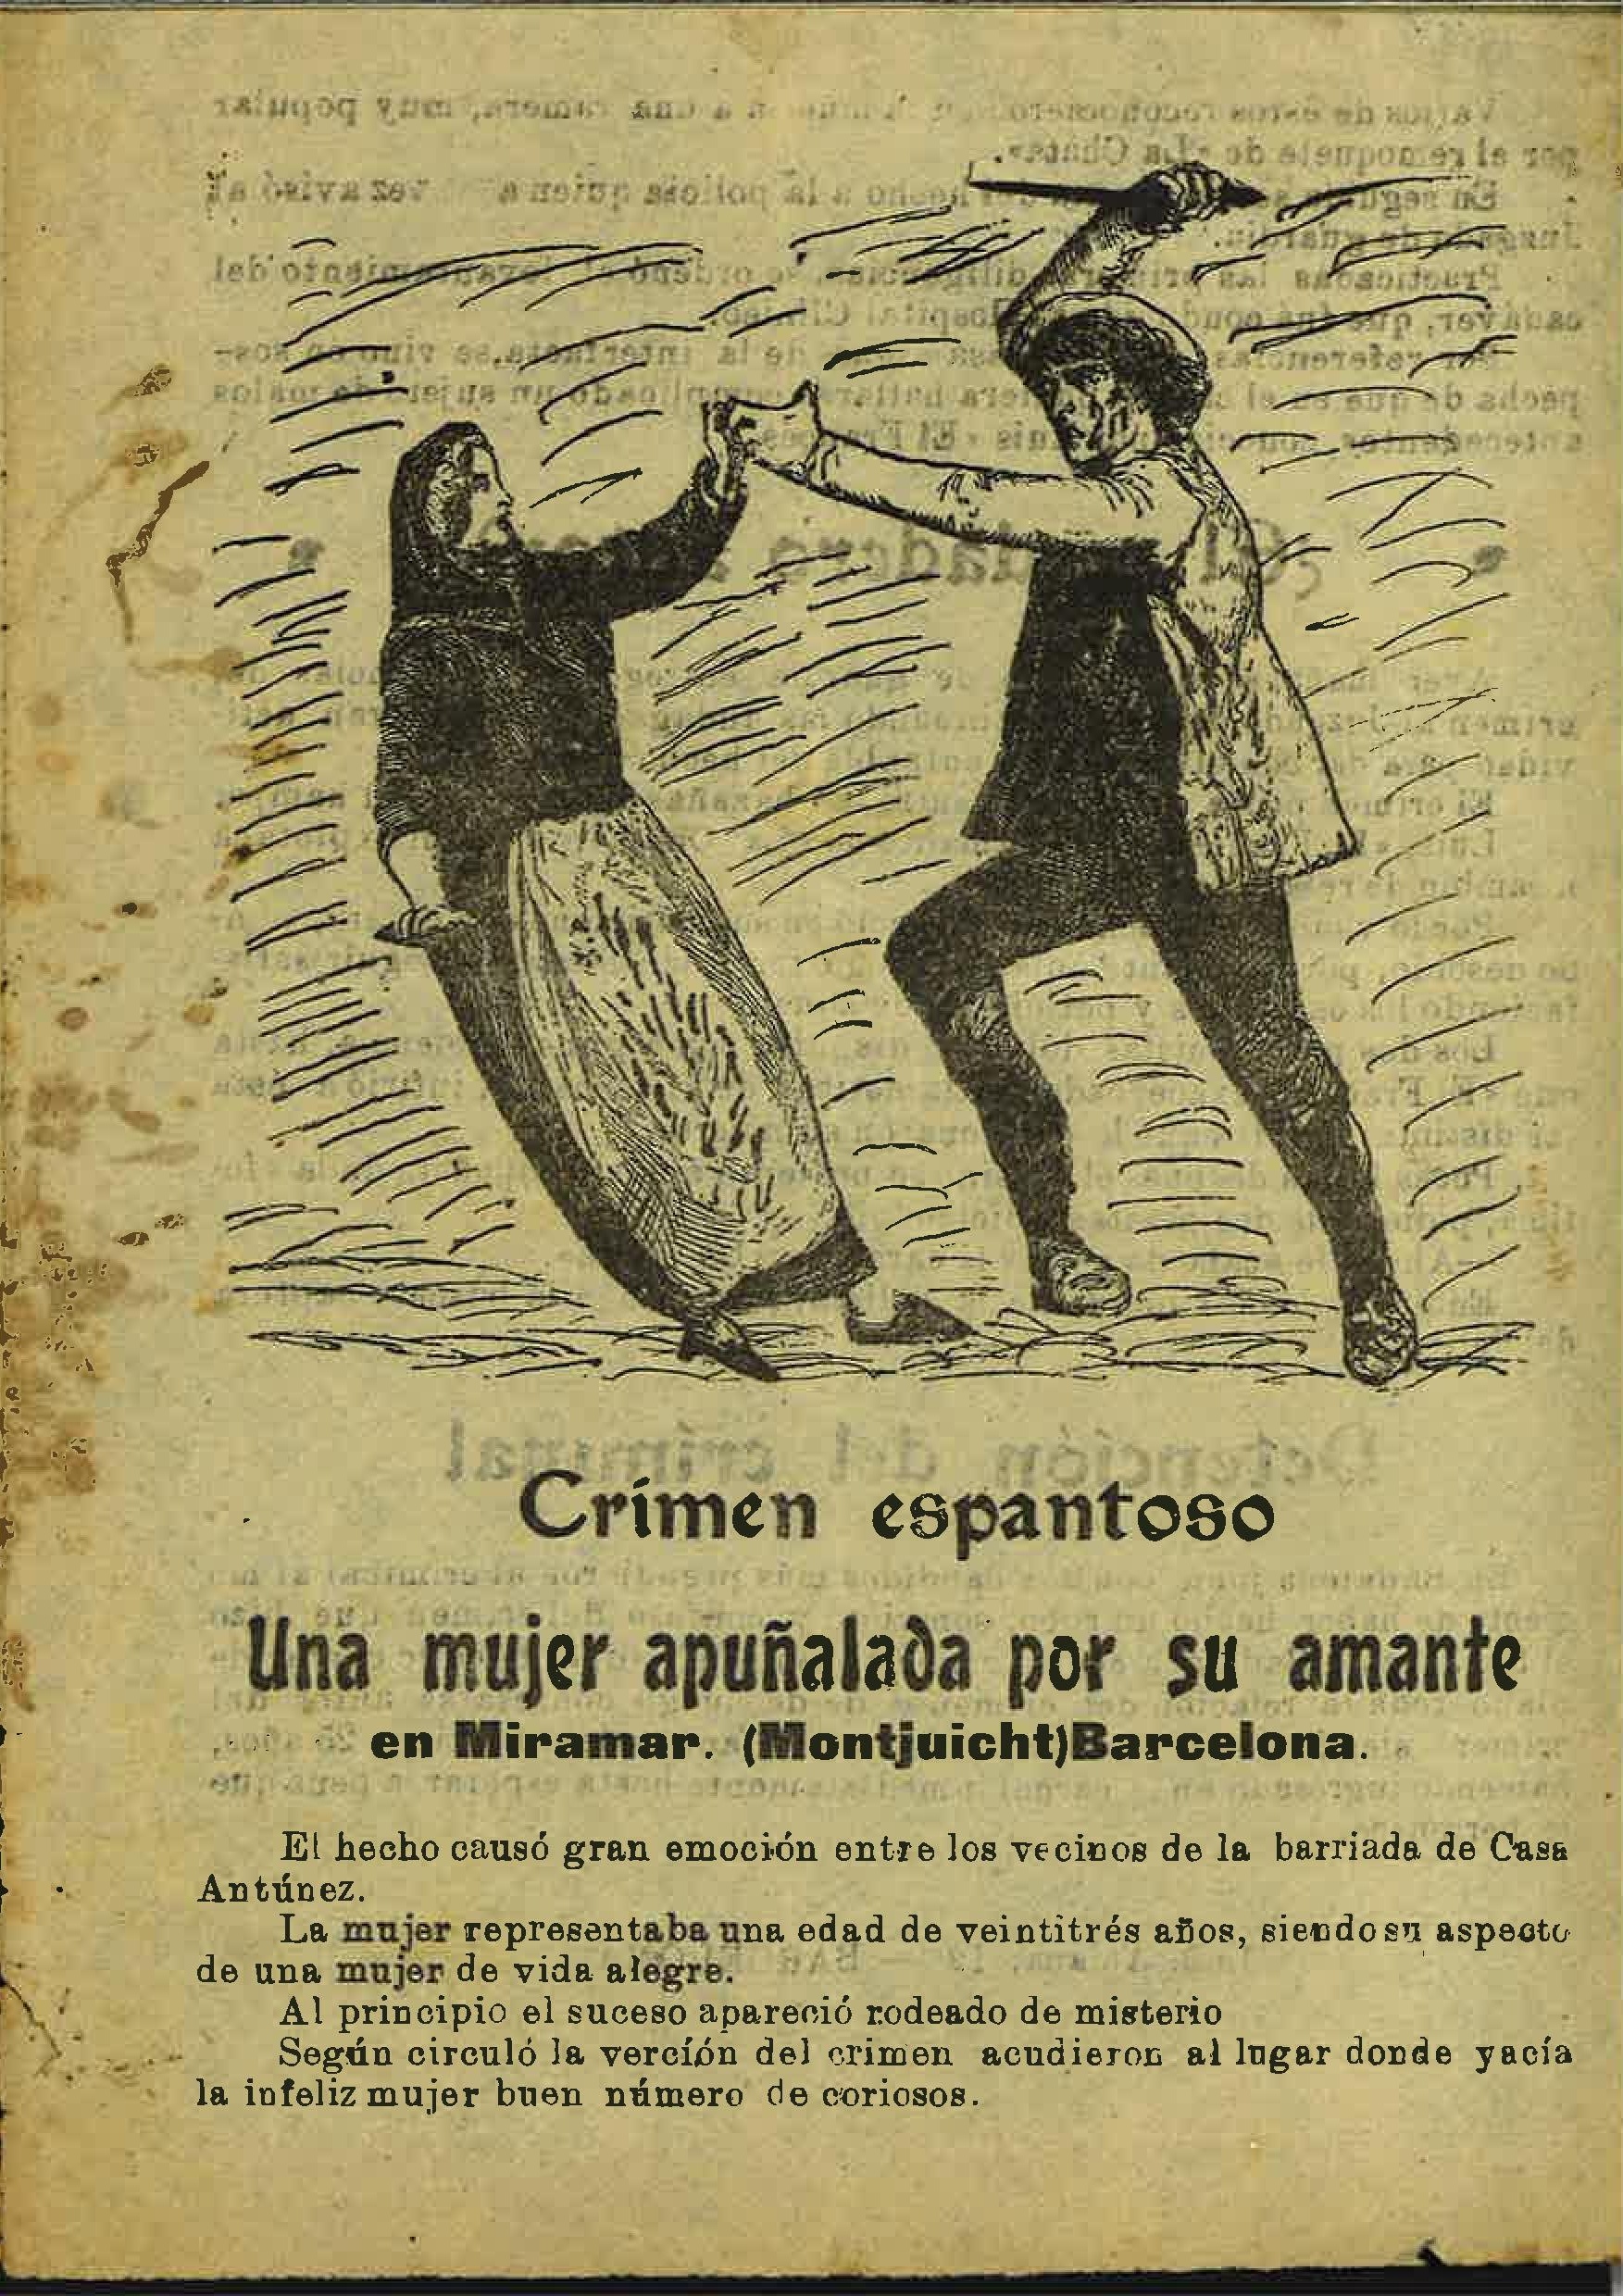 Crimen espantoso
Una mujer apuñalada por su amante
en Miramar. (Montjuicht)Barcelona.
El hecho causó gran emoción entre los vecinos de la barriada de Casa
Antúnez.
La mujer representaba una edad de veintitrés años, siendo su aspecto
de una mujer de vida alegre.
Al principio el suceso apareció rodeado de misterio
Según circuló la verción del crimen acudieron al lugar donde yacía
la infeliz mujer buen número de coriosos.